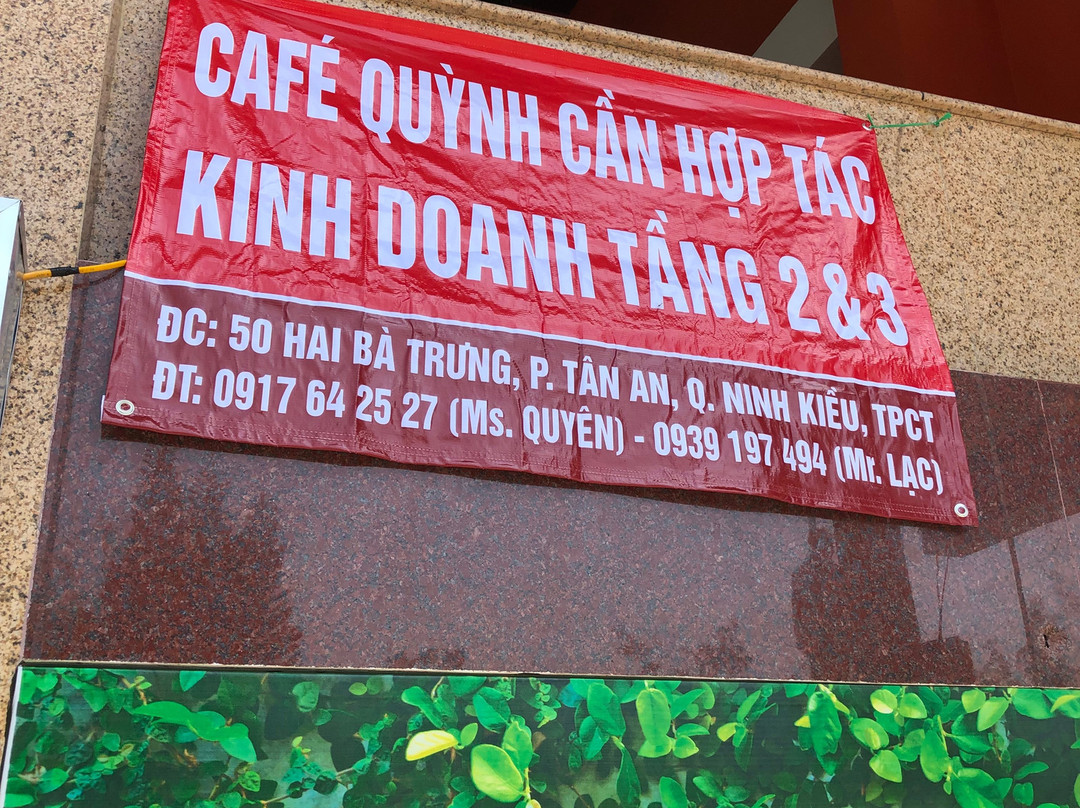 CAFÉ QUỲNH CẦN HỢP TÁC
KINH DOANH TẦNG 2 & 3
ĐC: 50 HAI BÀ TRƯNG, P. TÂN AN, Q. NINH KIỀU, TPCT
ĐT: 0917 64 25 27 (Ms. QUYÊN) - 0939 197 494 (Mr. LẠC)